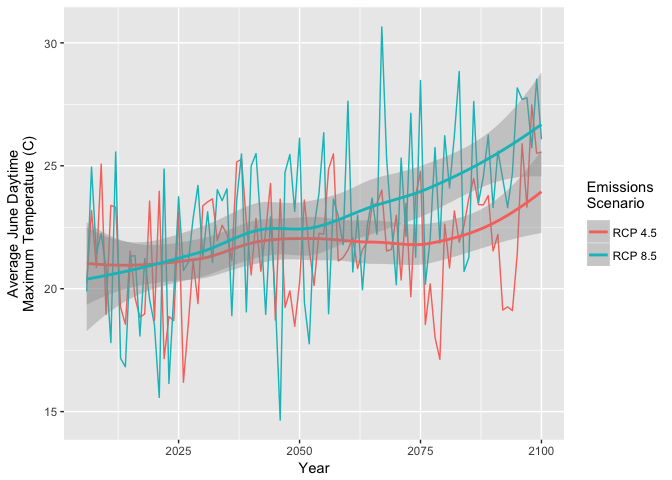 Average June Daytime
Maximum Temperature (C)
30
25
20
15
2025
2050
2075
2100
Year
Emissions
Scenario
RCP 4.5
RCP 8.5